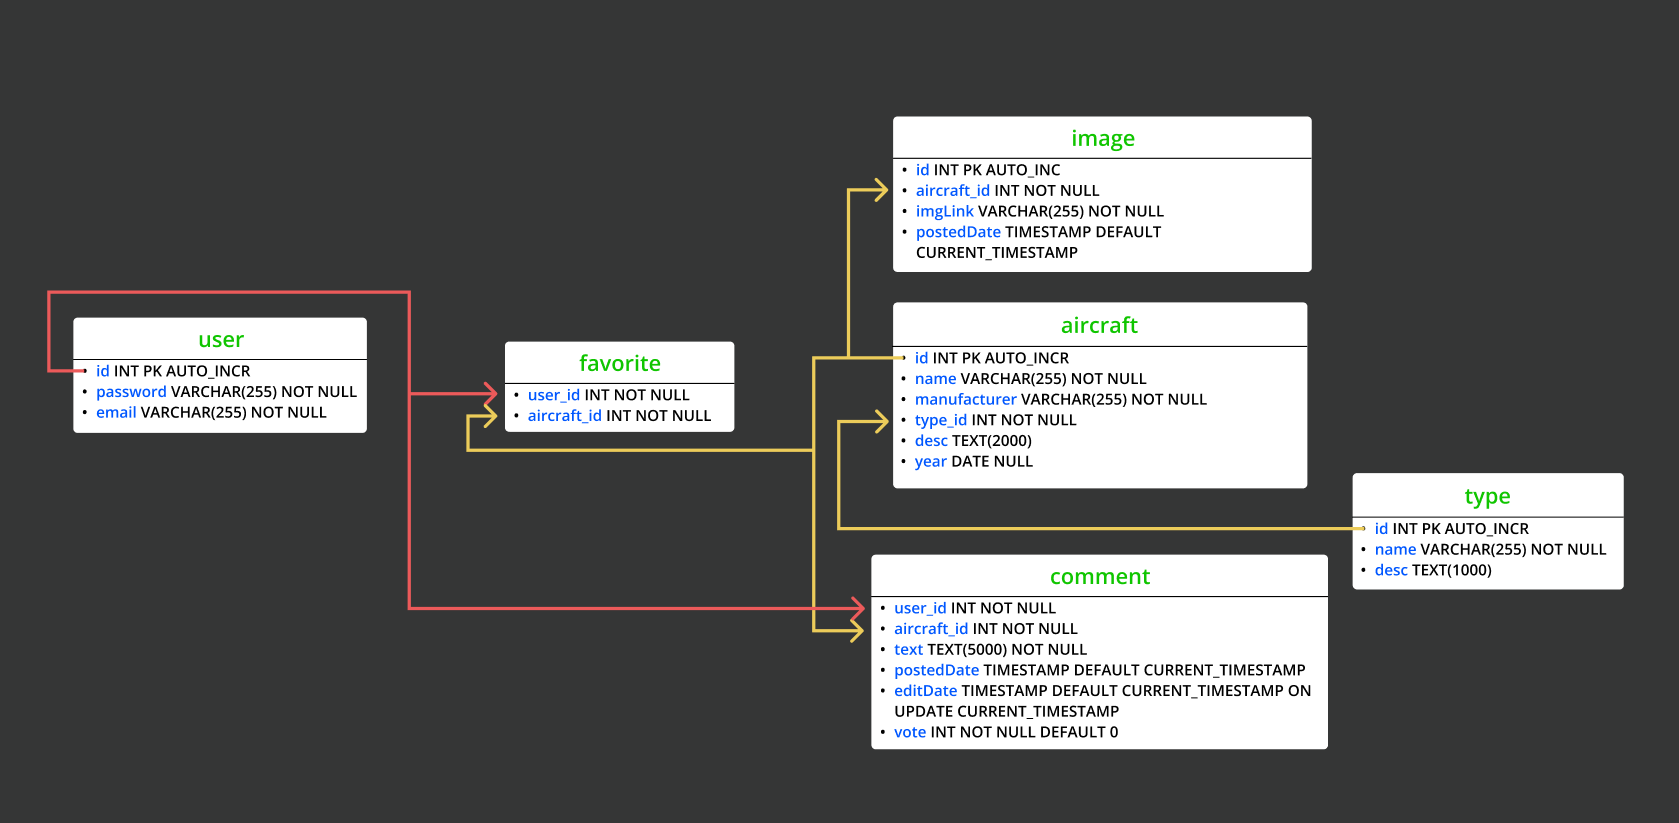 image
• id INT PK AUTO_INC
• aircraft_id INT NOT NULL
• imgLink VARCHAR(255) NOT NULL
• postedDate TIMESTAMP DEFAULT
CURRENT_TIMESTAMP
user
• id INT PK AUTO_INCR
• password VARCHAR(255) NOT NULL
• email VARCHAR(255) NOT NULL
favorite
• user_id INT NOT NULL
• aircraft_id INT NOT NULL
aircraft
• id INT PK AUTO_INCR
• name VARCHAR(255) NOT NULL
• manufacturer VARCHAR(255) NOT NULL
• type_id INT NOT NULL
• desc TEXT(2000)
• year DATE NULL
type
• id INT PK AUTO_INCR
• name VARCHAR(255) NOT NULL
• desc TEXT(1000)
comment
• user_id INT NOT NULL
• aircraft_id INT NOT NULL
• text TEXT(5000) NOT NULL
• postedDate TIMESTAMP DEFAULT CURRENT_TIMESTAMP
• editDate TIMESTAMP DEFAULT CURRENT_TIMESTAMP ON
UPDATE CURRENT_TIMESTAMP
• vote INT NOT NULL DEFAULT 0